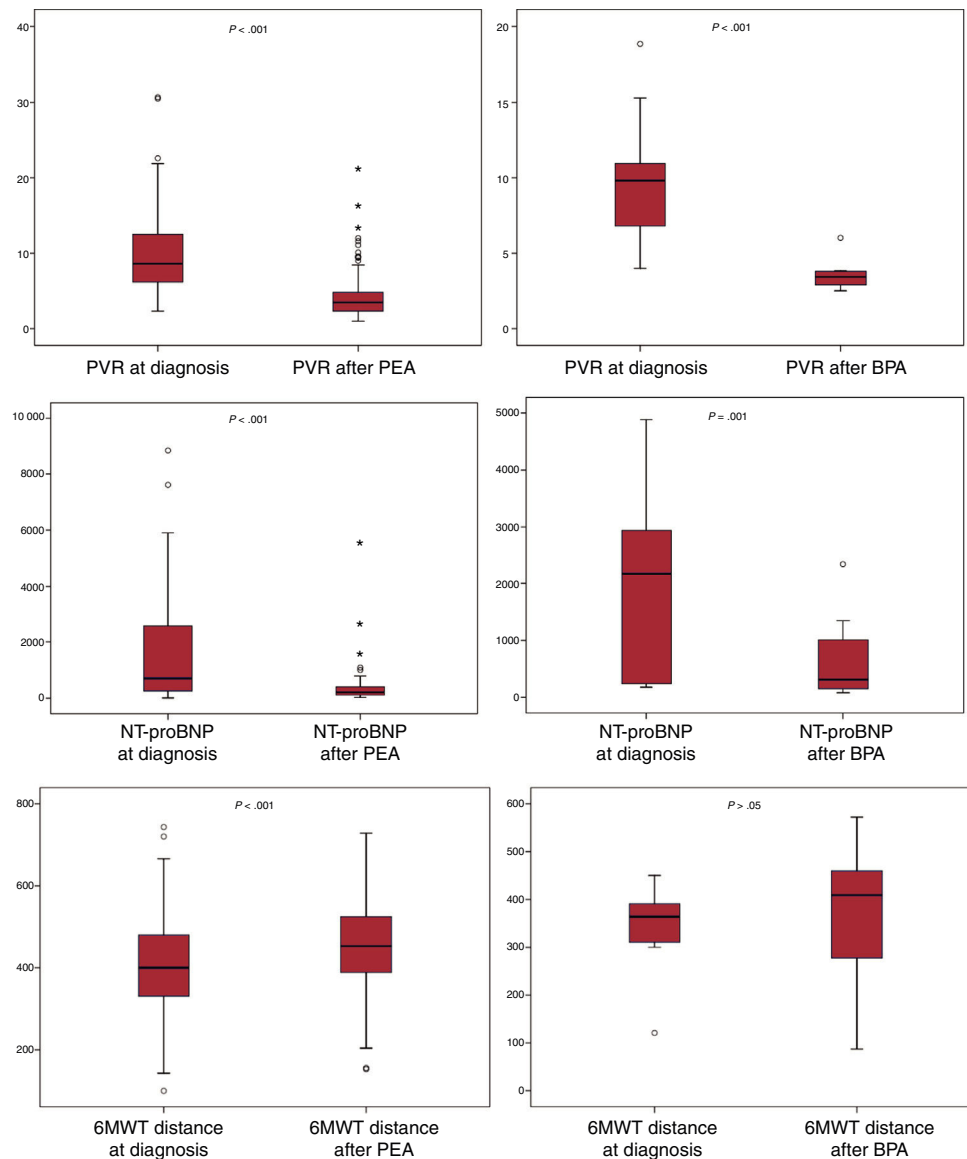 40
P < .001
30
20
10
0
PVR at diagnosis
PVR after PEA
20
P < .001
15
10
5
0
PVR at diagnosis
PVR after BPA
10 000
P < .001
8000
6000
4000
2000
0
NT-proBNP
at diagnosis
NT-proBNP
after PEA
5000
P = .001
4000
3000
2000
1000
0
NT-proBNP
at diagnosis
NT-proBNP
after BPA
800
P < .001
600
400
200
6MWT distance
at diagnosis
6MWT distance
after PEA
600
P > .05
500
400
300
200
100
0
6MWT distance
at diagnosis
6MWT distance
after BPA